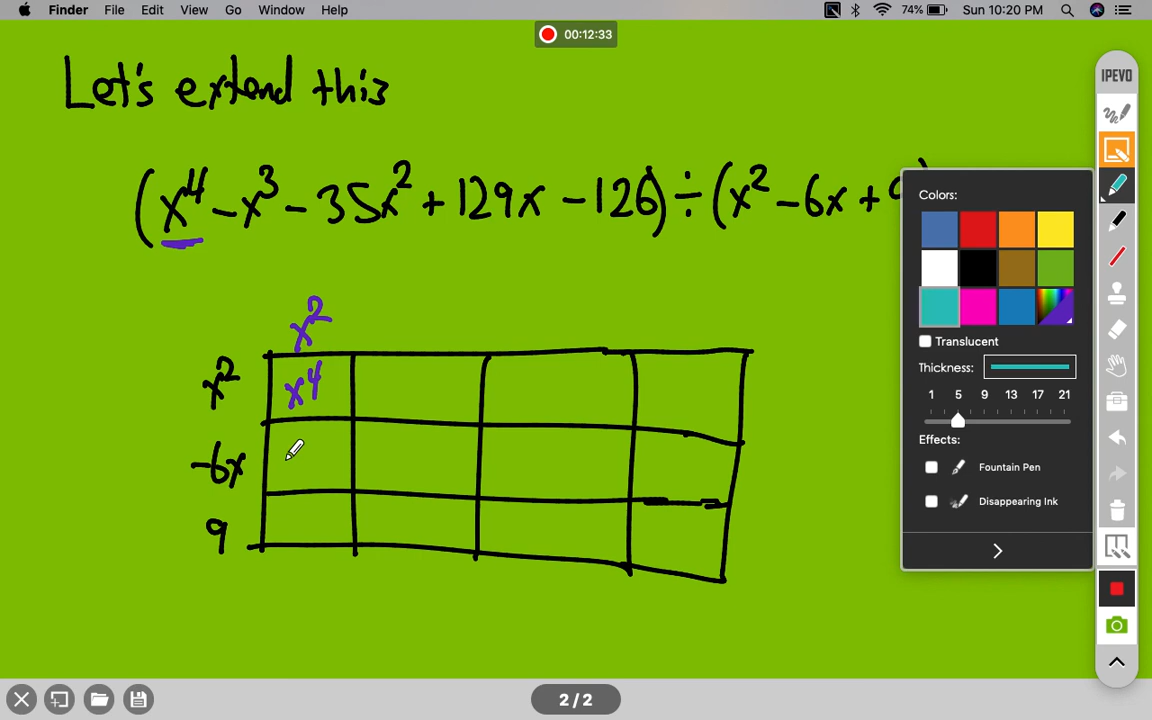 Finder File Edit View Go Window Help 74% Sun 10:20 PM
00:12:33
Let's extend this
(x⁴ - x³ - 35x² + 129x - 126) ÷ (x² - 6x +
x²
x² x⁴
-6x
9
IPEVO
Colors:
Translucent
Thickness:
1 5 9 13 17 21
Effects:
Fountain Pen
Disappearing Ink
2 / 2